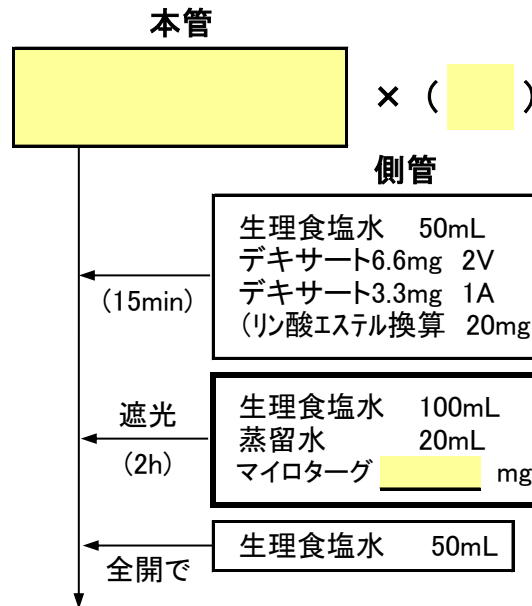 本管
× ( )
側管
生理食塩水 50mL
デキサート6.6mg 2V
デキサート3.3mg 1A
(リン酸エステル換算 20mg
(15min)
生理食塩水 100mL
蒸留水 20mL
マイロターグ mg
遮光
(2h)
生理食塩水 50mL
全開で